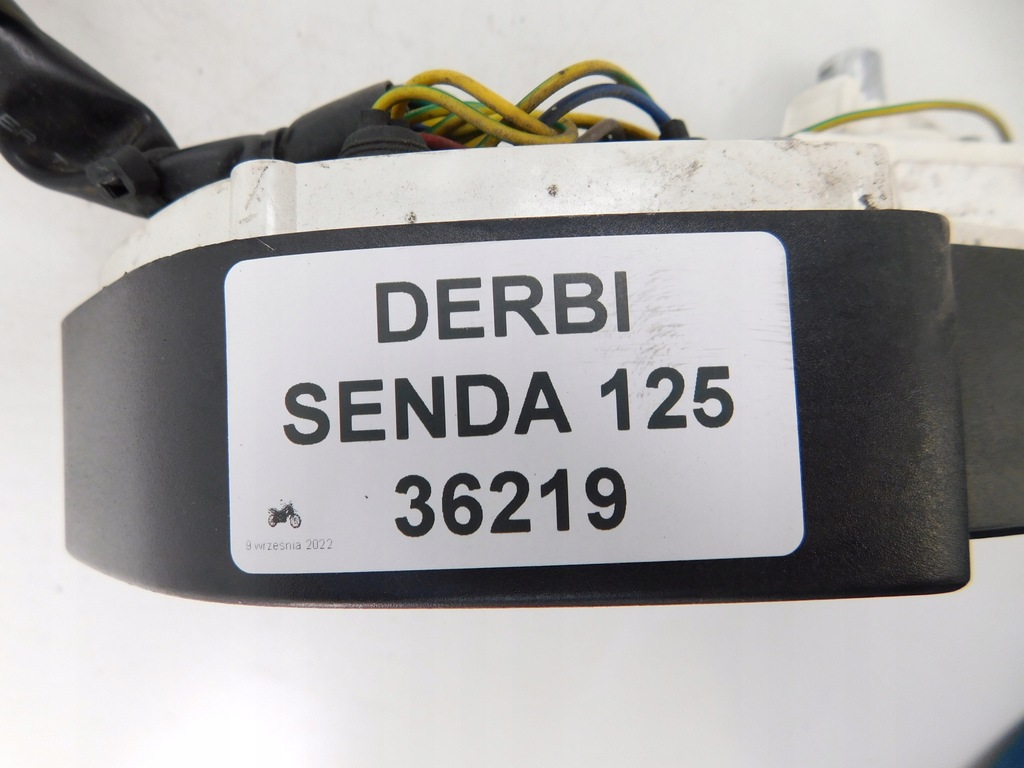 DERBI
SENDA 125
36219
9 września 2022